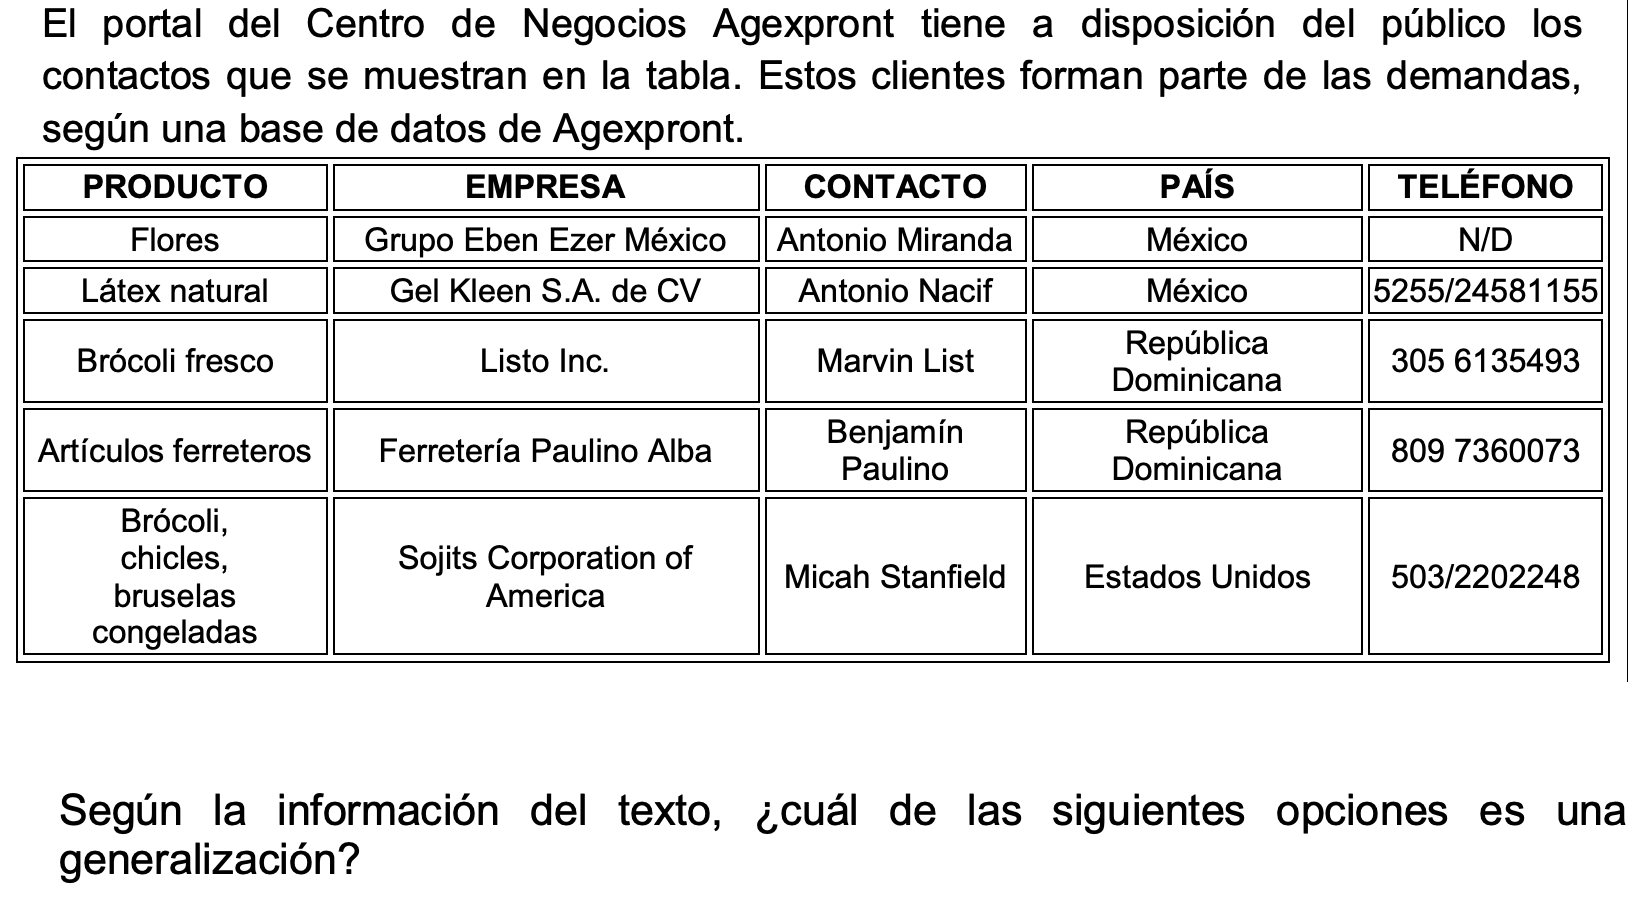 El portal del Centro de Negocios Agexpront tiene a disposición del público los
contactos que se muestran en la tabla. Estos clientes forman parte de las demandas,
según una base de datos de Agexpront.
PRODUCTO EMPRESA CONTACTO PAÍS TELÉFONO
Flores Grupo Eben Ezer México Antonio Miranda México N/D
Látex natural Gel Kleen S.A. de CV Antonio Nacif México 5255/24581155
Brócoli fresco Listo Inc. Marvin List República
Dominicana 305 6135493
Artículos ferreteros Ferretería Paulino Alba Benjamín
Paulino República
Dominicana 809 7360073
Brócoli,
chicles,
bruselas
congeladas Sojits Corporation of
America Micah Stanfield Estados Unidos 503/2202248
Según la información del texto, ¿cuál de las siguientes opciones es una
generalización?